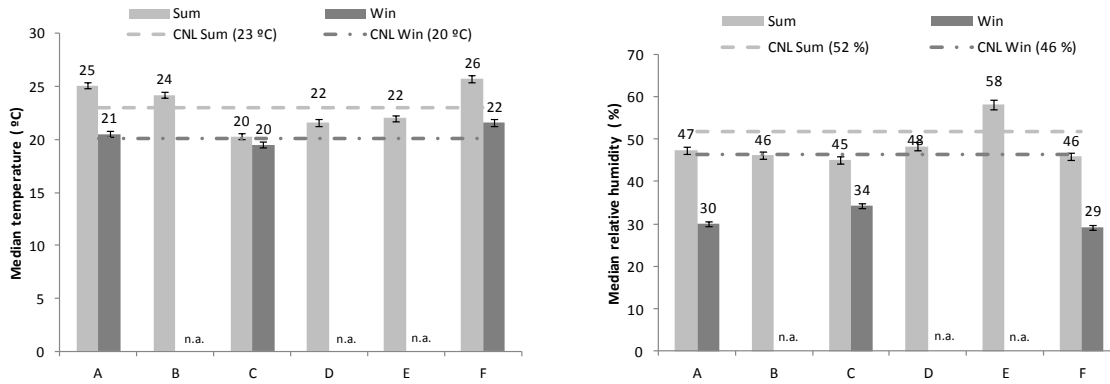 Sum Win
CNL Sum (23 ºC) CNL Win (20 ºC)
Median temperature ( ºC)
30
25
20
15
10
5
0
25 21
24
20 20
22
22
26 22
n.a. n.a. n.a.
A B C D E F
Sum Win
CNL Sum (52 %) CNL Win (46 %)
Median relative humidity ( %)
60
50
40
30
20
10
0
47 30
46
45 34
48
58
46 29
n.a. n.a. n.a.
A B C D E F